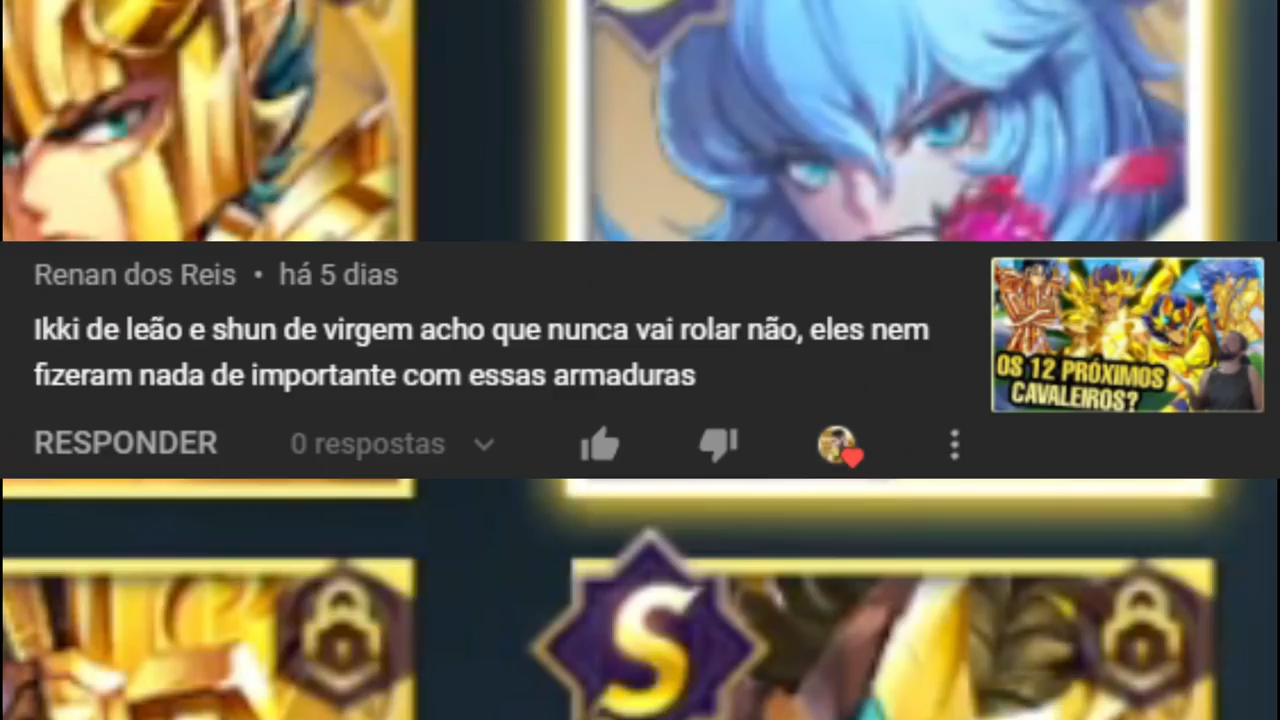 Renan dos Reis • há 5 dias
Ikki de leão e shun de virgem acho que nunca vai rolar não, eles nem
fizeram nada de importante com essas armaduras
OS 12 PRÓXIMOS
CAVALEIROS?
RESPONDER 0 respostas
S